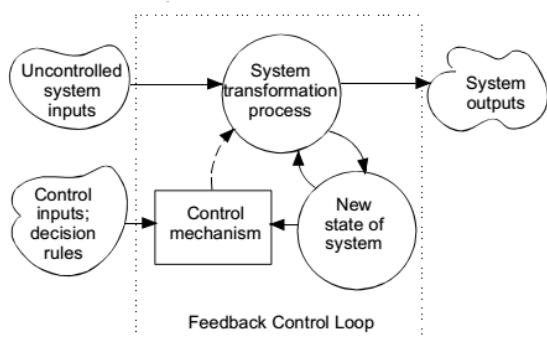 Uncontrolled
system
inputs
System
transformation
process
System
outputs
Control
inputs;
decision
rules
Control
mechanism
New
state of
system
Feedback Control Loop